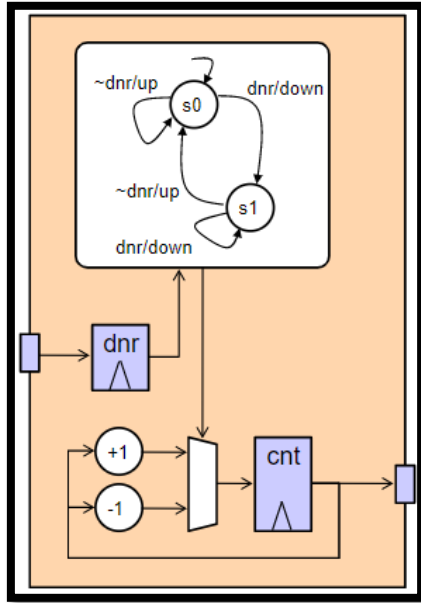 ~dnr/up
s0
dnr/down
~dnr/up
s1
dnr/down
dnr
+1
cnt
-1